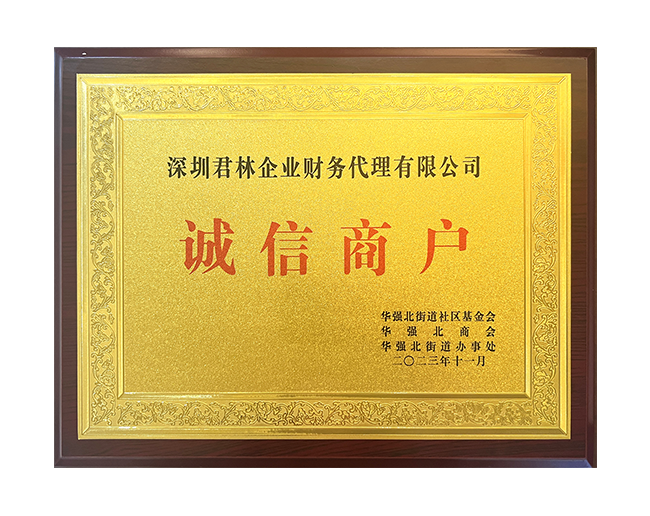 深圳君林企业财务代理有限公司
诚信商户
华强北街道社区基金会
华强北商会
华强北街道办事处
二〇二三年十一月